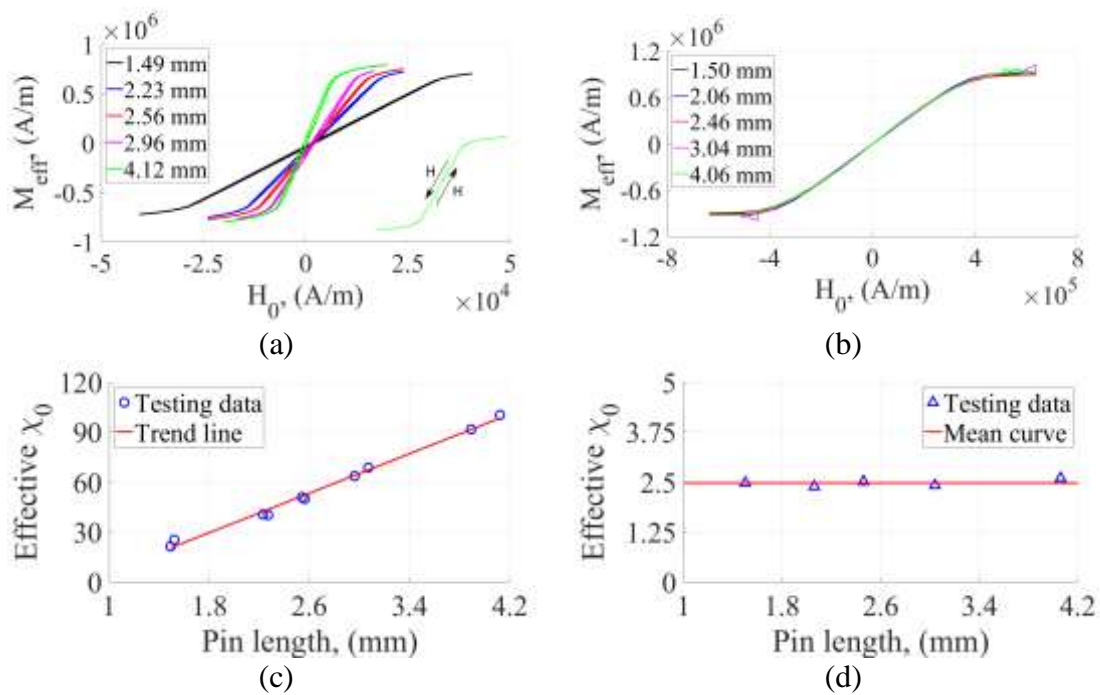 ×10⁶
1
0.5
0
-0.5
-1
M_eff, (A/m)
1.49 mm
2.23 mm
2.56 mm
2.96 mm
4.12 mm
H
H
-5 -2.5 0 2.5 5
H₀, (A/m) ×10⁴
(a)
×10⁶
1.2
0.6
0
-0.6
-1.2
M_eff, (A/m)
1.50 mm
2.06 mm
2.46 mm
3.04 mm
4.06 mm
-8 -4 0 4 8
H₀, (A/m) ×10⁵
(b)
120
90
60
30
0
Effective χ₀
Testing data
Trend line
1 1.8 2.6 3.4 4.2
Pin length, (mm)
(c)
5
3.75
2.5
1.25
0
Effective χ₀
Testing data
Mean curve
1 1.8 2.6 3.4 4.2
Pin length, (mm)
(d)